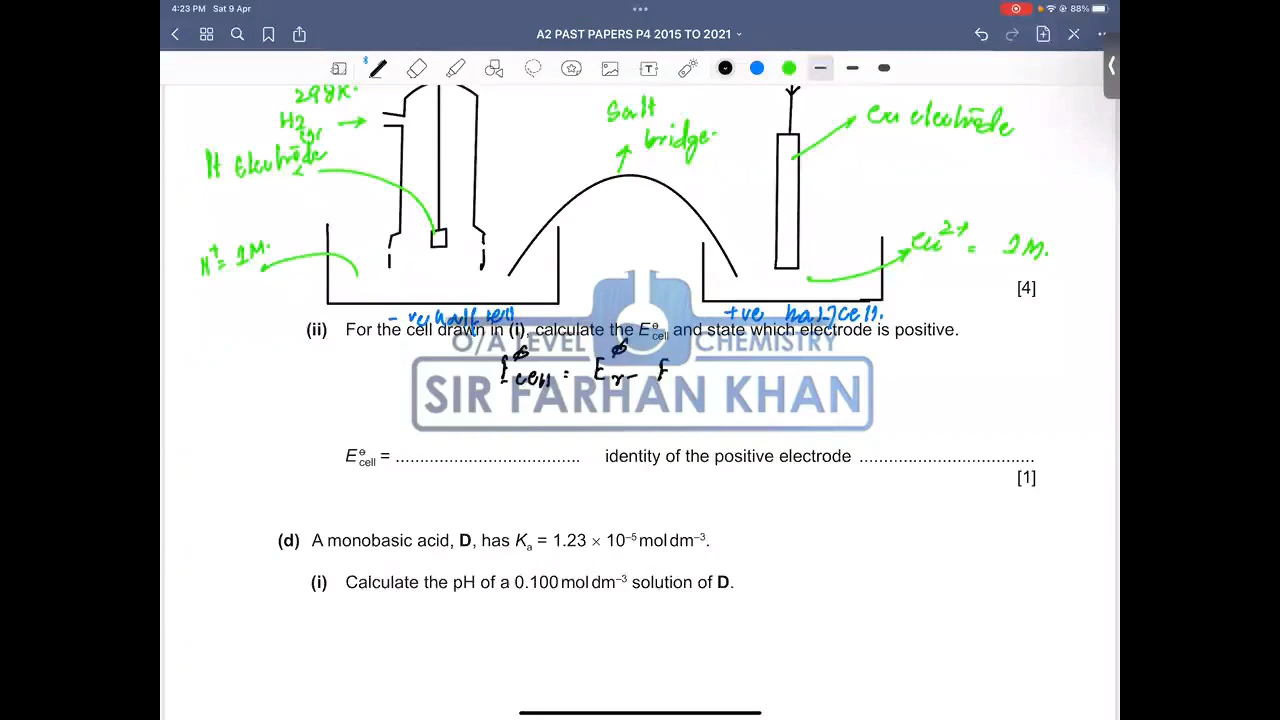 4:23 PM Sat 9 Apr
88%
A2 PAST PAPERS P4 2015 TO 2021
298K.
H2
Pt electrode
Salt
bridge.
Cu electrode
H+ = 1M.
Cu2+ = 1M.
[4]
- ve half cell
+ve half cell.
(ii) For the cell drawn in (i), calculate the E⦵cell and state which electrode is positive.
O/A LEVEL CHEMISTRY
E⦵cell = E⦵r - E
SIR FARHAN KHAN
E⦵cell = ...................................... identity of the positive electrode ....................................
[1]
(d) A monobasic acid, D, has Ka = 1.23 × 10–5 mol dm–3.
(i) Calculate the pH of a 0.100 mol dm–3 solution of D.